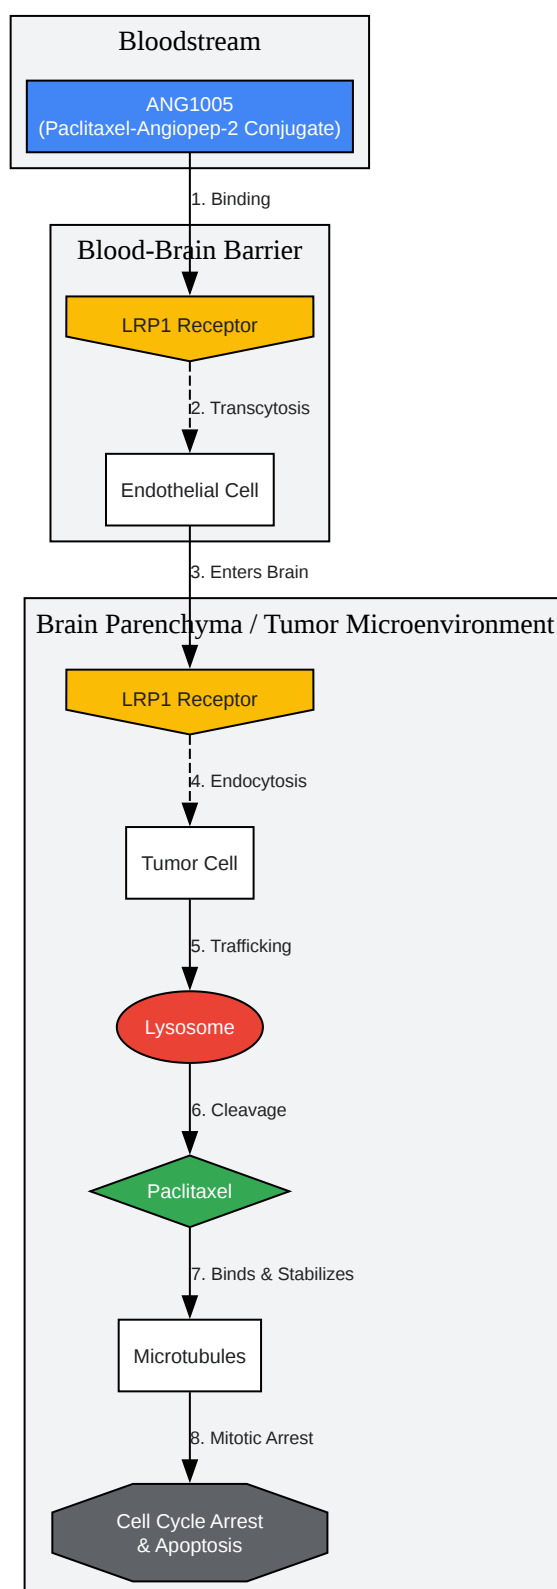 Bloodstream
ANG1005
(Paclitaxel-Angiopep-2 Conjugate)
1. Binding
Blood-Brain Barrier
LRP1 Receptor
2. Transcytosis
Endothelial Cell
3. Enters Brain
Brain Parenchyma / Tumor Microenvironment
LRP1 Receptor
4. Endocytosis
Tumor Cell
5. Trafficking
Lysosome
6. Cleavage
Paclitaxel
7. Binds & Stabilizes
Microtubules
8. Mitotic Arrest
Cell Cycle Arrest
& Apoptosis